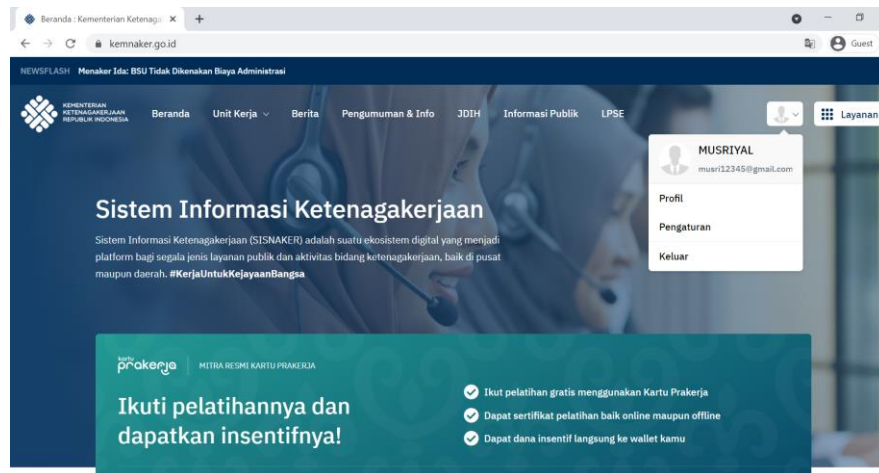 Beranda : Kementerian Ketenaga
kemnaker.go.id
Guest
NEWSFLASH Menaker Ida: BSU Tidak Dikenakan Biaya Administrasi
KEMENTERIAN
KETENAGAKERJAAN
REPUBLIK INDONESIA
Beranda Unit Kerja Berita Pengumuman & Info JDIH Informasi Publik LPSE
Layanan
MUSRIYAL
musri12345@gmail.com
Profil
Pengaturan
Keluar
Sistem Informasi Ketenagakerjaan
Sistem Informasi Ketenagakerjaan (SISNAKER) adalah suatu ekosistem digital yang menjadi
platform bagi segala jenis layanan publik dan aktivitas bidang ketenagakerjaan, baik di pusat
maupun daerah. #KerjaUntukKejayaanBangsa
kartu
prakerja
MITRA RESMI KARTU PRAKERJA
Ikuti pelatihannya dan
dapatkan insentifnya!
Ikut pelatihan gratis menggunakan Kartu Prakerja
Dapat sertifikat pelatihan baik online maupun offline
Dapat dana insentif langsung ke wallet kamu